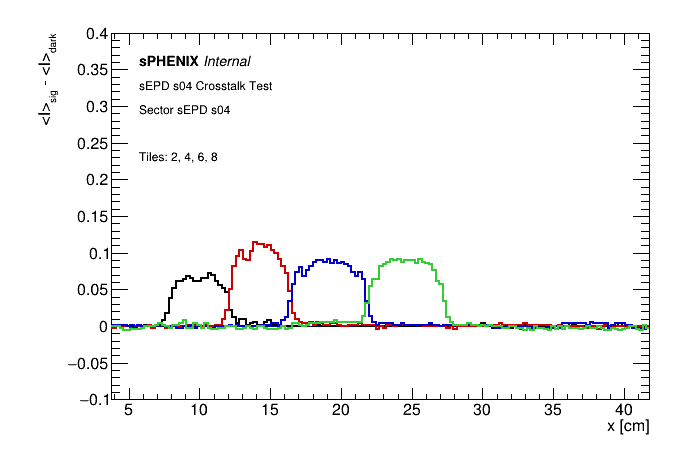 <I>sig - <I>dark
0.4
0.35
0.3
0.25
0.2
0.15
0.1
0.05
0
−0.05
−0.1
sPHENIX Internal
sEPD s04 Crosstalk Test
Sector sEPD s04
Tiles: 2, 4, 6, 8
5 10 15 20 25 30 35 40
x [cm]